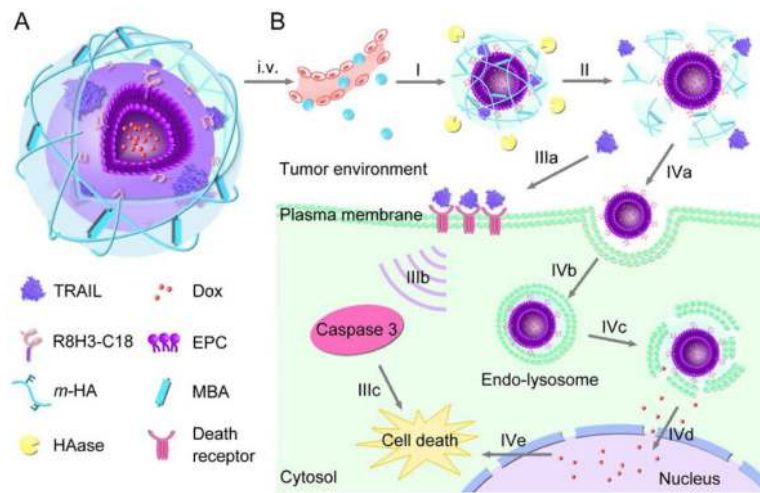 A
B
i.v.
I
II
Tumor environment
IIIa
IVa
Plasma membrane
IIIb
IVb
TRAIL
Dox
Caspase 3
IVc
R8H3-C18
EPC
Endo-lysosome
m-HA
MBA
IIIc
HAase
Death
receptor
Cell death
IVe
IVd
Cytosol
Nucleus